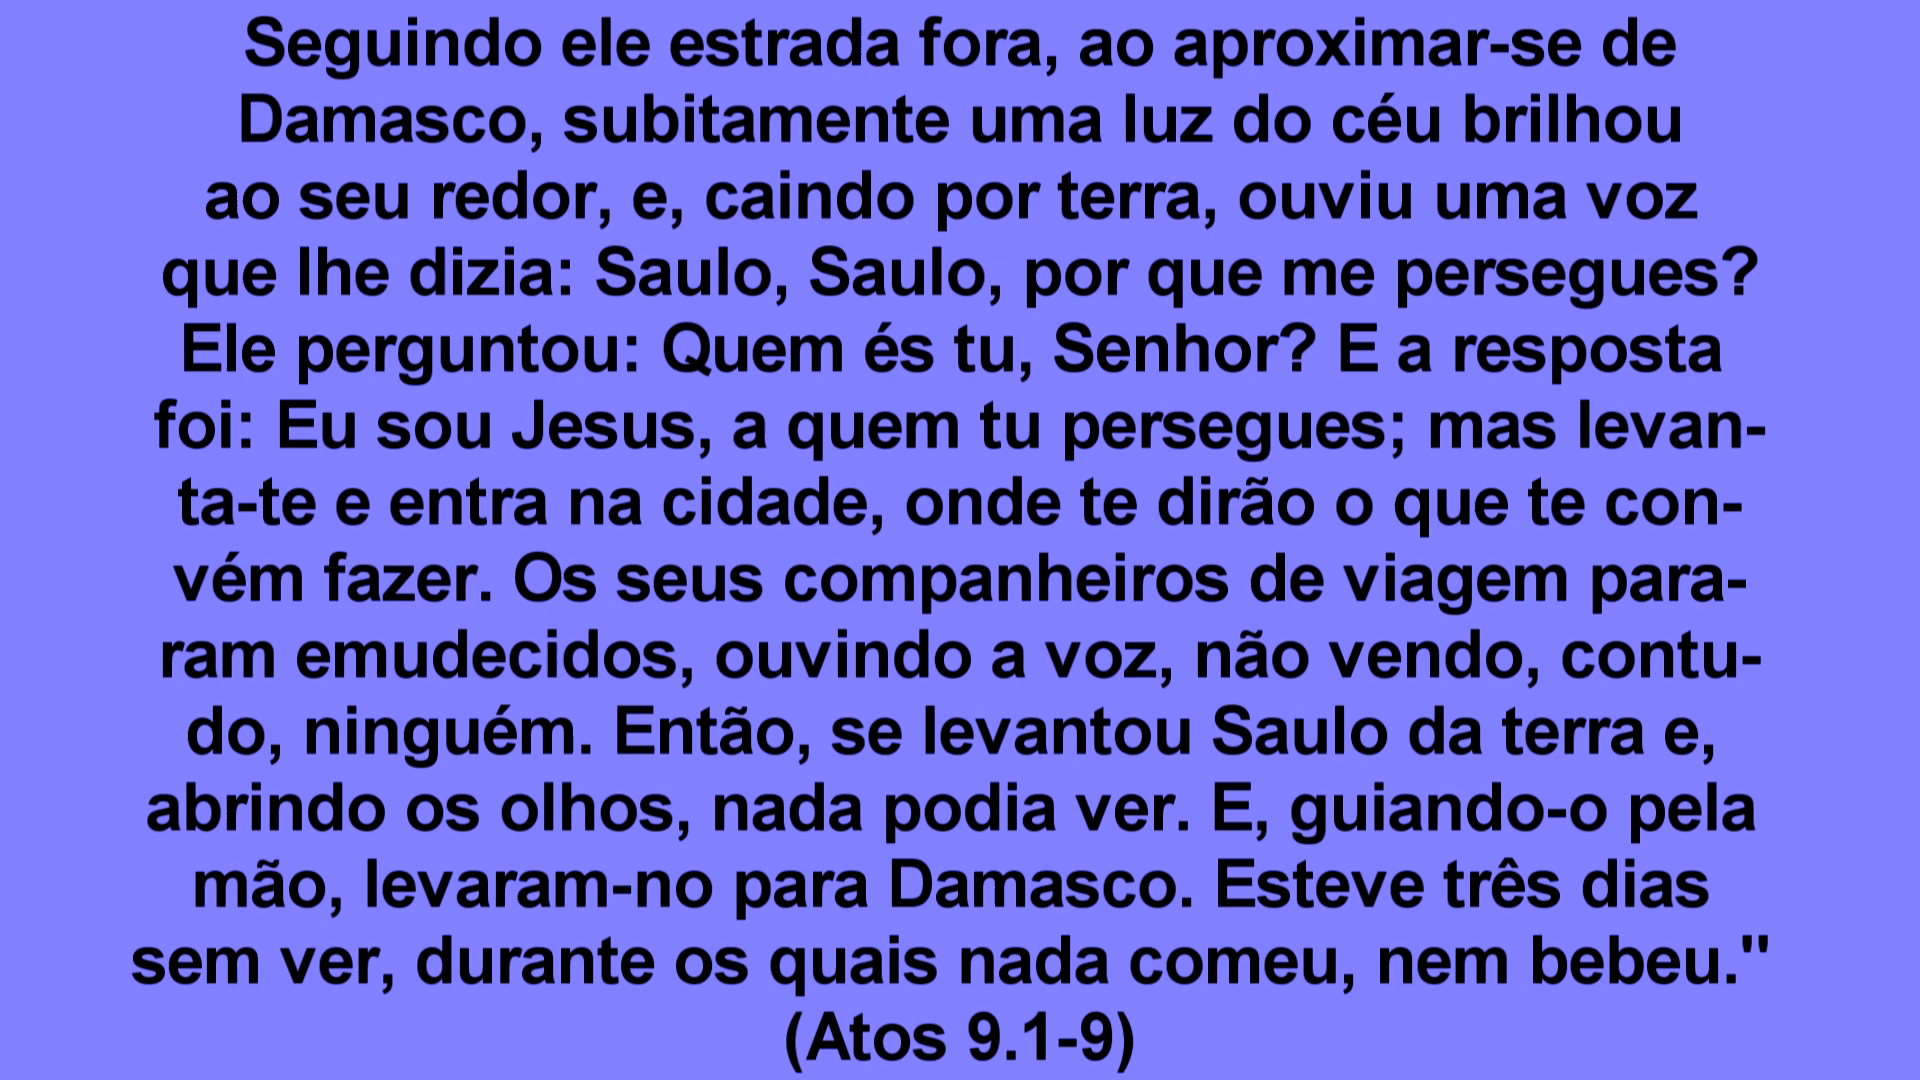 Seguindo ele estrada fora, ao aproximar-se de
Damasco, subitamente uma luz do céu brilhou
ao seu redor, e, caindo por terra, ouviu uma voz
que lhe dizia: Saulo, Saulo, por que me persegues?
Ele perguntou: Quem és tu, Senhor? E a resposta
foi: Eu sou Jesus, a quem tu persegues; mas levan-
ta-te e entra na cidade, onde te dirão o que te con-
vém fazer. Os seus companheiros de viagem para-
ram emudecidos, ouvindo a voz, não vendo, contu-
do, ninguém. Então, se levantou Saulo da terra e,
abrindo os olhos, nada podia ver. E, guiando-o pela
mão, levaram-no para Damasco. Esteve três dias
sem ver, durante os quais nada comeu, nem bebeu."
(Atos 9.1-9)